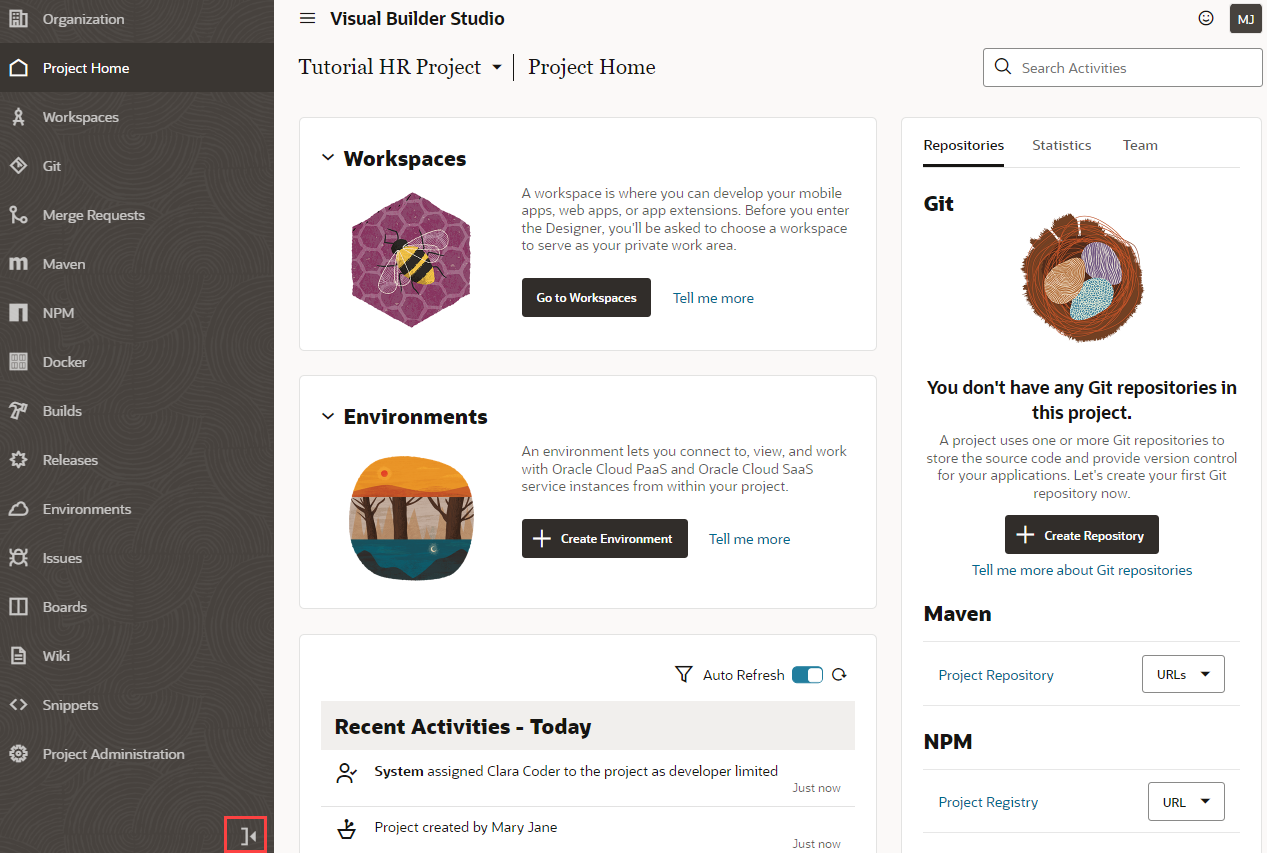 Organization
Project Home
Workspaces
Git
Merge Requests
Maven
NPM
Docker
Builds
Releases
Environments
Issues
Boards
Wiki
Snippets
Project Administration
Visual Builder Studio
MJ
Tutorial HR Project
Project Home
Search Activities
Workspaces
A workspace is where you can develop your mobile
apps, web apps, or app extensions. Before you enter
the Designer, you'll be asked to choose a workspace
to serve as your private work area.
Go to Workspaces
Tell me more
Environments
An environment lets you connect to, view, and work
with Oracle Cloud PaaS and Oracle Cloud SaaS
service instances from within your project.
Create Environment
Tell me more
Auto Refresh
Recent Activities - Today
System assigned Clara Coder to the project as developer limited
Just now
Project created by Mary Jane
Just now
Repositories
Statistics
Team
Git
You don't have any Git repositories in
this project.
A project uses one or more Git repositories to
store the source code and provide version control
for your applications. Let's create your first Git
repository now.
Create Repository
Tell me more about Git repositories
Maven
Project Repository
URLs
NPM
Project Registry
URL